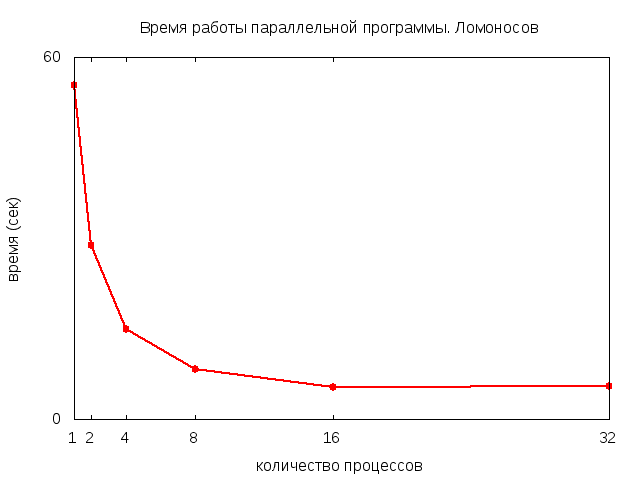 Время работы параллельной программы. Ломоносов
60
время (сек)
0
1 2 4 8 16 32
количество процессов